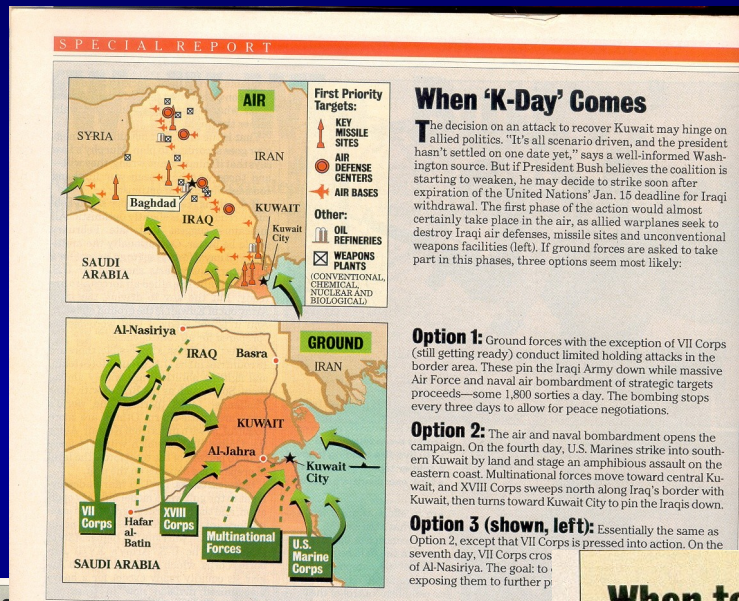 SPECIAL REPORT
AIR
SYRIA
IRAN
Baghdad
IRAQ
KUWAIT
Kuwait
City
SAUDI
ARABIA
First Priority
Targets:
KEY
MISSILE
SITES
AIR
DEFENSE
CENTERS
AIR BASES
Other:
OIL
REFINERIES
WEAPONS
PLANTS
(CONVENTIONAL,
CHEMICAL,
NUCLEAR AND
BIOLOGICAL)
GROUND
Al-Nasiriya
IRAQ
Basra
IRAN
KUWAIT
Al-Jahra
Kuwait
City
VII
Corps
Hafar
al-
Batin
XVIII
Corps
Multinational
Forces
U.S.
Marine
Corps
SAUDI ARABIA
When ‘K-Day’ Comes
The decision on an attack to recover Kuwait may hinge on
allied politics. "It's all scenario driven, and the president
hasn't settled on one date yet," says a well-informed Wash-
ington source. But if President Bush believes the coalition is
starting to weaken, he may decide to strike soon after
expiration of the United Nations' Jan. 15 deadline for Iraqi
withdrawal. The first phase of the action would almost
certainly take place in the air, as allied warplanes seek to
destroy Iraqi air defenses, missile sites and unconventional
weapons facilities (left). If ground forces are asked to take
part in this phases, three options seem most likely:
Option 1: Ground forces with the exception of VII Corps
(still getting ready) conduct limited holding attacks in the
border area. These pin the Iraqi Army down while massive
Air Force and naval air bombardment of strategic targets
proceeds—some 1,800 sorties a day. The bombing stops
every three days to allow for peace negotiations.
Option 2: The air and naval bombardment opens the
campaign. On the fourth day, U.S. Marines strike into south-
ern Kuwait by land and stage an amphibious assault on the
eastern coast. Multinational forces move toward central Ku-
wait, and XVIII Corps sweeps north along Iraq's border with
Kuwait, then turns toward Kuwait City to pin the Iraqis down.
Option 3 (shown, left): Essentially the same as
Option 2, except that VII Corps is pressed into action. On the
seventh day, VII Corps cros
of Al-Nasiriya. The goal: to
exposing them to further p
When to